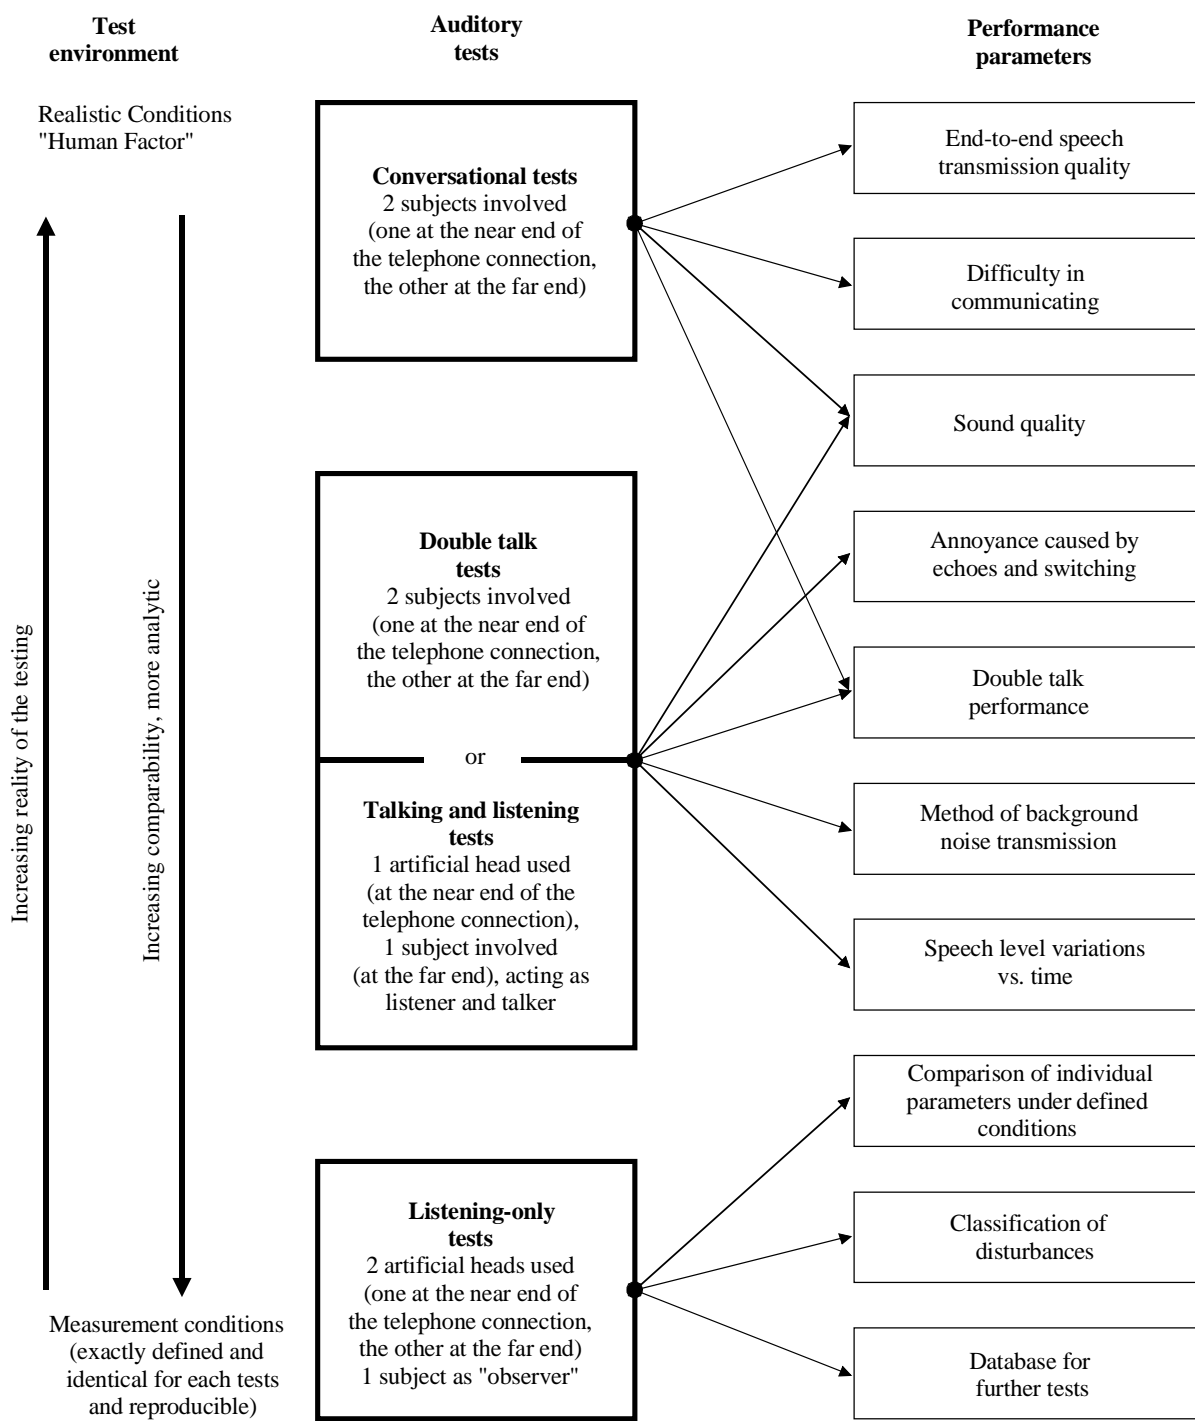 Test
environment
Auditory
tests
Performance
parameters
Realistic Conditions
"Human Factor"
Increasing reality of the testing
Increasing comparability, more analytic
Measurement conditions
(exactly defined and
identical for each tests
and reproducible)
Conversational tests
2 subjects involved
(one at the near end of
the telephone connection,
the other at the far end)
Double talk
tests
2 subjects involved
(one at the near end of
the telephone connection,
the other at the far end)
or
Talking and listening
tests
1 artificial head used
(at the near end of the
telephone connection),
1 subject involved
(at the far end), acting as
listener and talker
Listening-only
tests
2 artificial heads used
(one at the near end of
the telephone connection,
the other at the far end)
1 subject as "observer"
End-to-end speech
transmission quality
Difficulty in
communicating
Sound quality
Annoyance caused by
echoes and switching
Double talk
performance
Method of background
noise transmission
Speech level variations
vs. time
Comparison of individual
parameters under defined
conditions
Classification of
disturbances
Database for
further tests